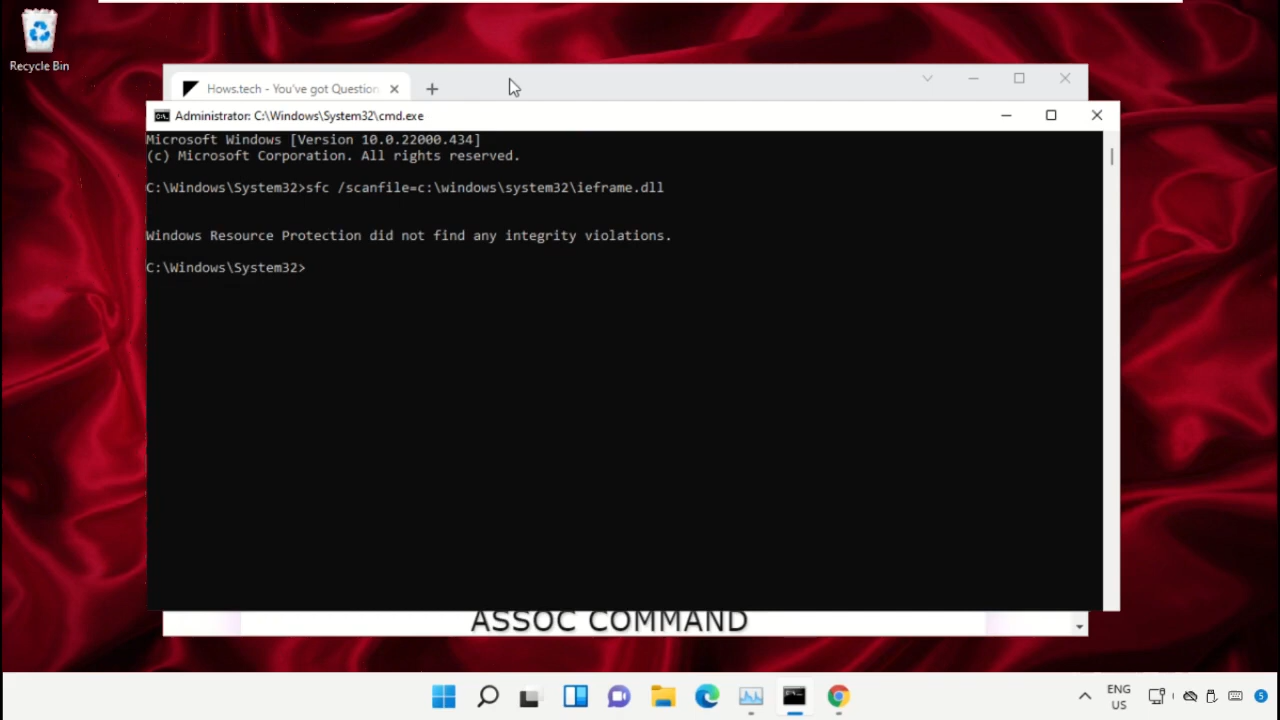 Recycle Bin
Hows.tech - You've got Question
Administrator: C:\Windows\System32\cmd.exe
Microsoft Windows [Version 10.0.22000.434]
(c) Microsoft Corporation. All rights reserved.
C:\Windows\System32>sfc /scanfile=c:\windows\system32\ieframe.dll
Windows Resource Protection did not find any integrity violations.
C:\Windows\System32>
ASSOC COMMAND
ENG
US
5